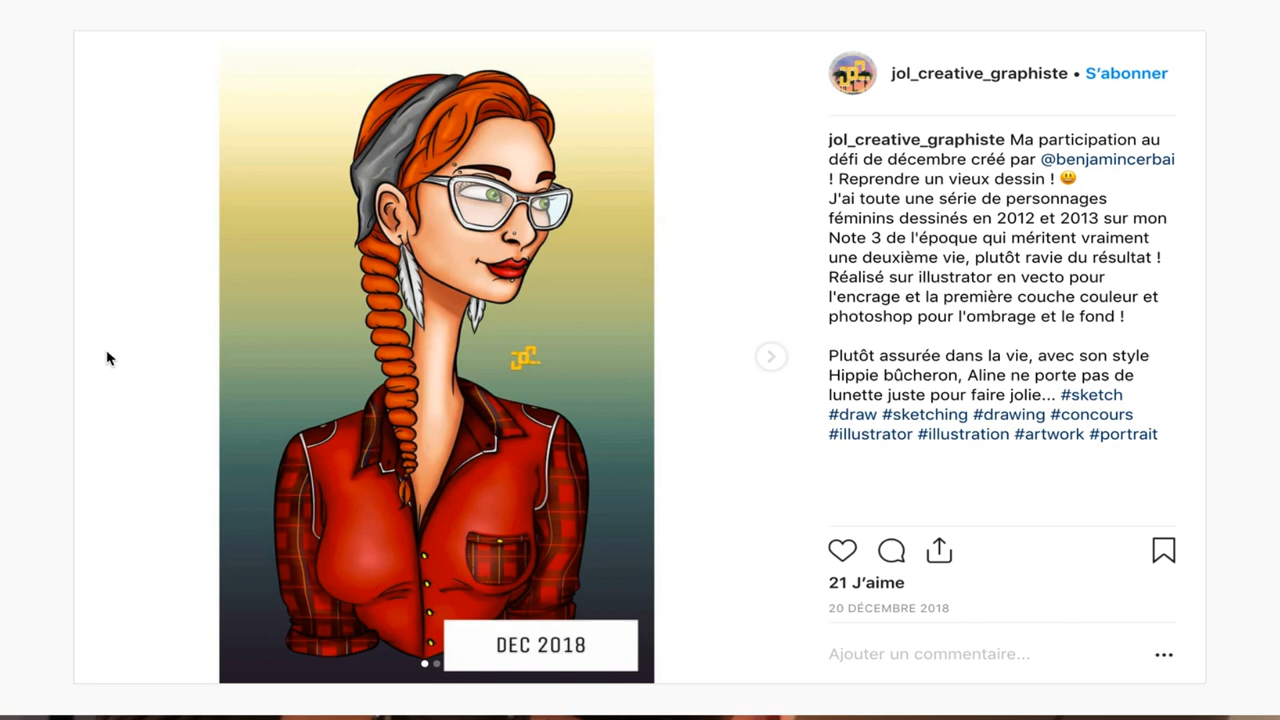 jol_creative_graphiste • S'abonner
jol_creative_graphiste Ma participation au
défi de décembre créé par @benjamincerbai
! Reprendre un vieux dessin ! 😃
J'ai toute une série de personnages
féminins dessinés en 2012 et 2013 sur mon
Note 3 de l'époque qui méritent vraiment
une deuxième vie, plutôt ravie du résultat !
Réalisé sur illustrator en vecto pour
l'encrage et la première couche couleur et
photoshop pour l'ombrage et le fond !
Plutôt assurée dans la vie, avec son style
Hippie bûcheron, Aline ne porte pas de
lunette juste pour faire jolie... #sketch
#draw #sketching #drawing #concours
#illustrator #illustration #artwork #portrait
21 J'aime
20 DÉCEMBRE 2018
Ajouter un commentaire...
JOL
DEC 2018